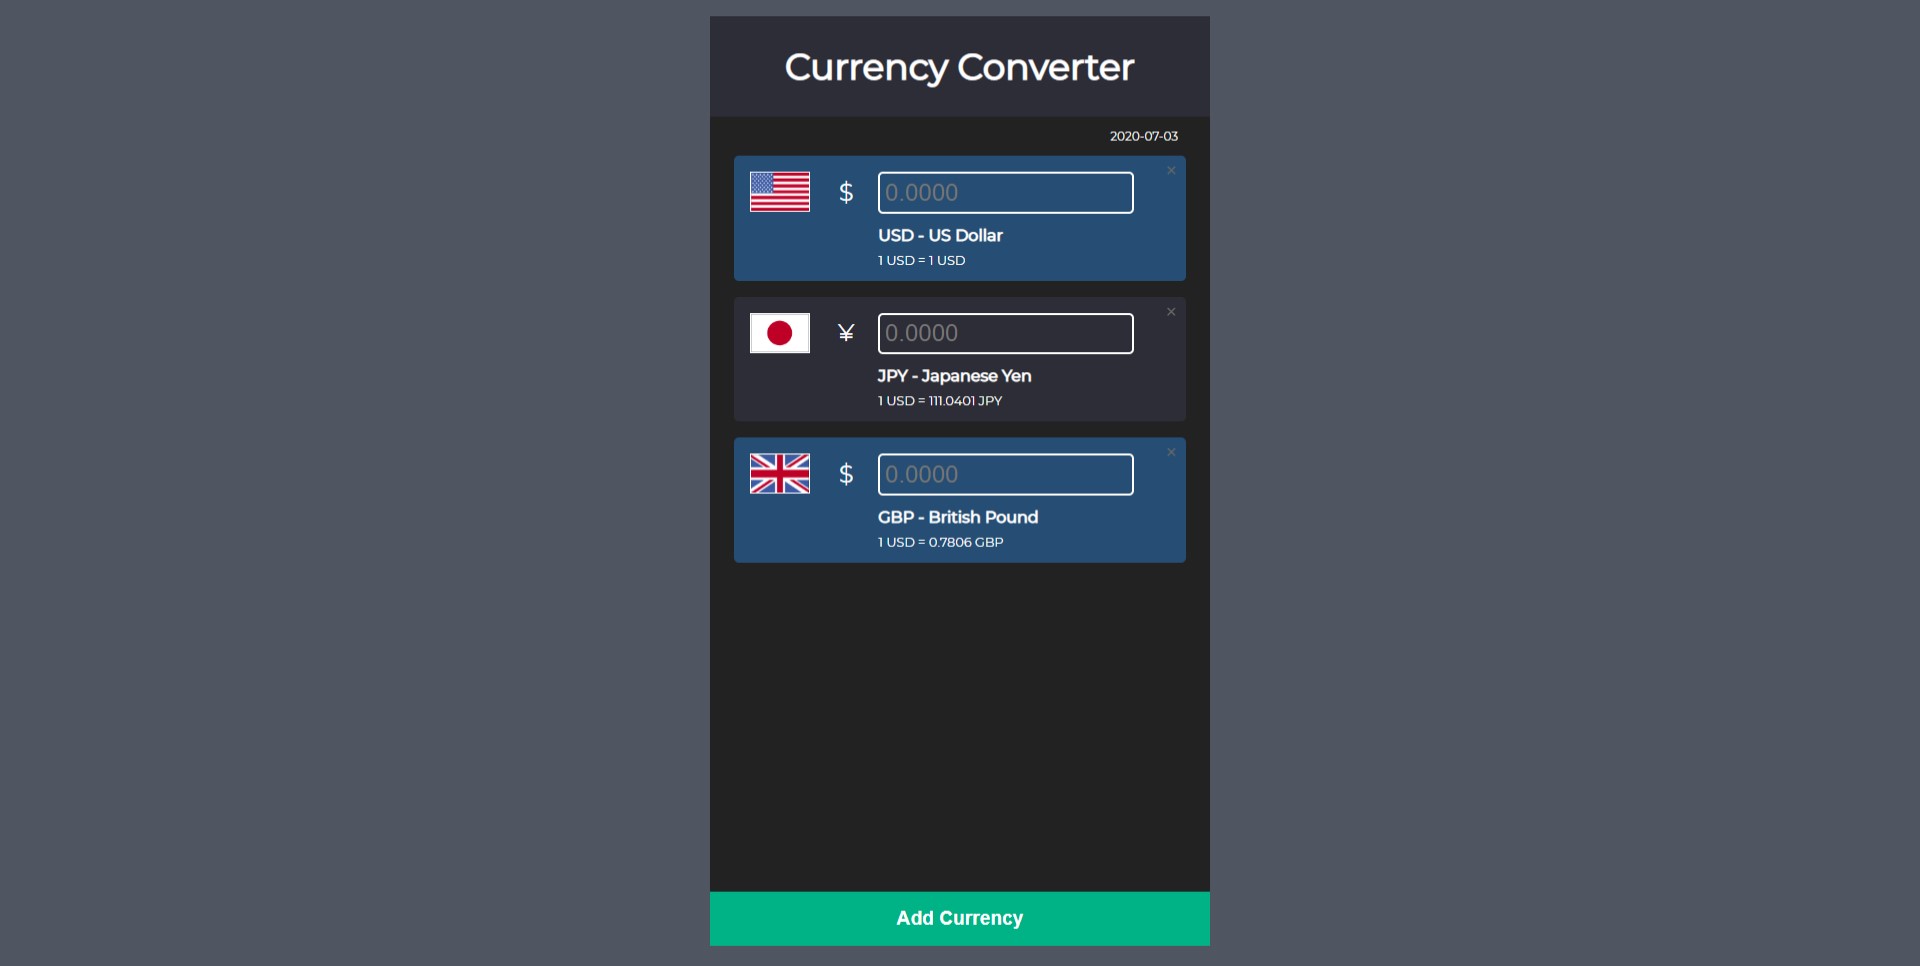 Currency Converter
2020-07-03
×
$ 0.0000
USD - US Dollar
1 USD = 1 USD
×
¥ 0.0000
JPY - Japanese Yen
1 USD = 111.0401 JPY
×
$ 0.0000
GBP - British Pound
1 USD = 0.7806 GBP
Add Currency